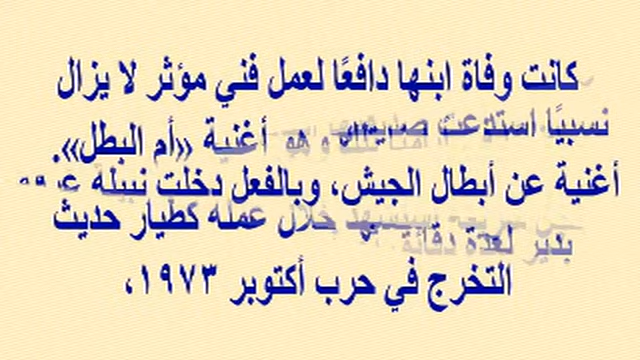 كانت وفاة ابنها دافعًا لعمل فني مؤثر لا يزال
نسبيًا استدعت
وهو أغنية «أم البطل».
أغنية عن أبطال الجيش، وبالفعل دخلت نبيلة
خلال عمله كطيار حديث
بدير لعدة دقائق
التخرج في حرب أكتوبر ١٩٧٣،